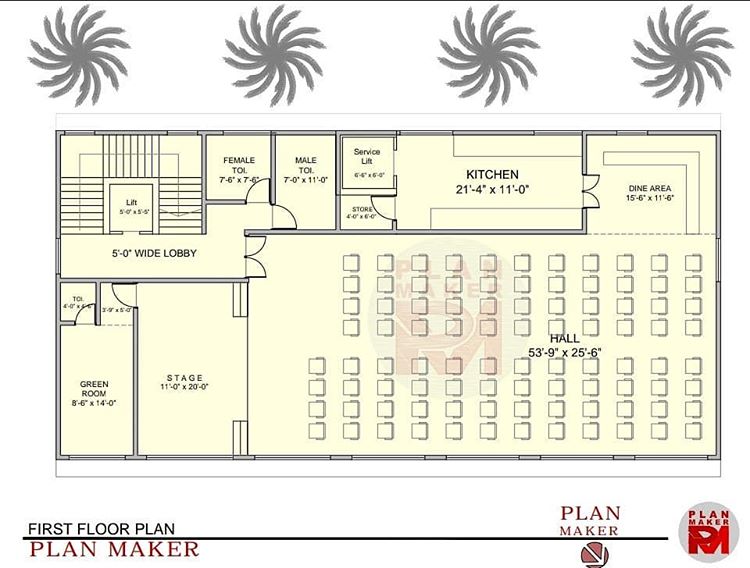 Service
Lift
6'-6" x 6'-0"
FEMALE
TOI.
7'-6" x 7'-6"
MALE
TOI.
7'-0" x 11'-0"
KITCHEN
21'-4" x 11'-0"
DINE AREA
15'-6" x 11'-6"
Lift
5'-0" x 5'-5"
STORE
4'-0" x 6'-0"
5'-0" WIDE LOBBY
PLAN
MAKER
TOI.
4'-0" x 4'-6"
3'-9" x 5'-0"
HALL
53'-9" x 25'-6"
STAGE
11'-0" x 20'-0"
GREEN
ROOM
8'-6" x 14'-0"
FIRST FLOOR PLAN
PLAN MAKER
PLAN
MAKER
PLAN
MAKER